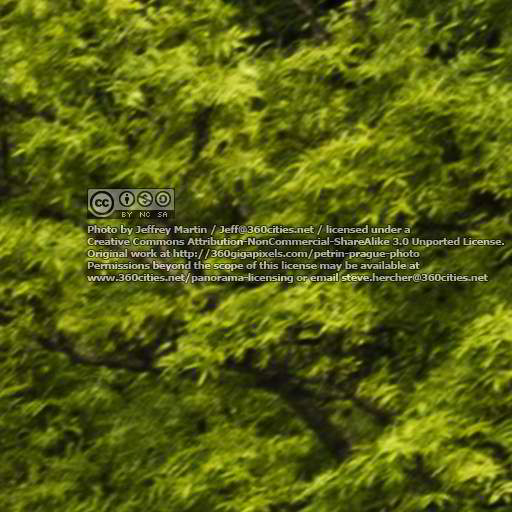 cc
BY NC SA
Photo by Jeffrey Martin / Jeff@360cities.net / licensed under a
Creative Commons Attribution-NonCommercial-ShareAlike 3.0 Unported License.
Original work at http://360gigapixels.com/petrin-prague-photo
Permissions beyond the scope of this license may be available at
www.360cities.net/panorama-licensing or email steve.hercher@360cities.net